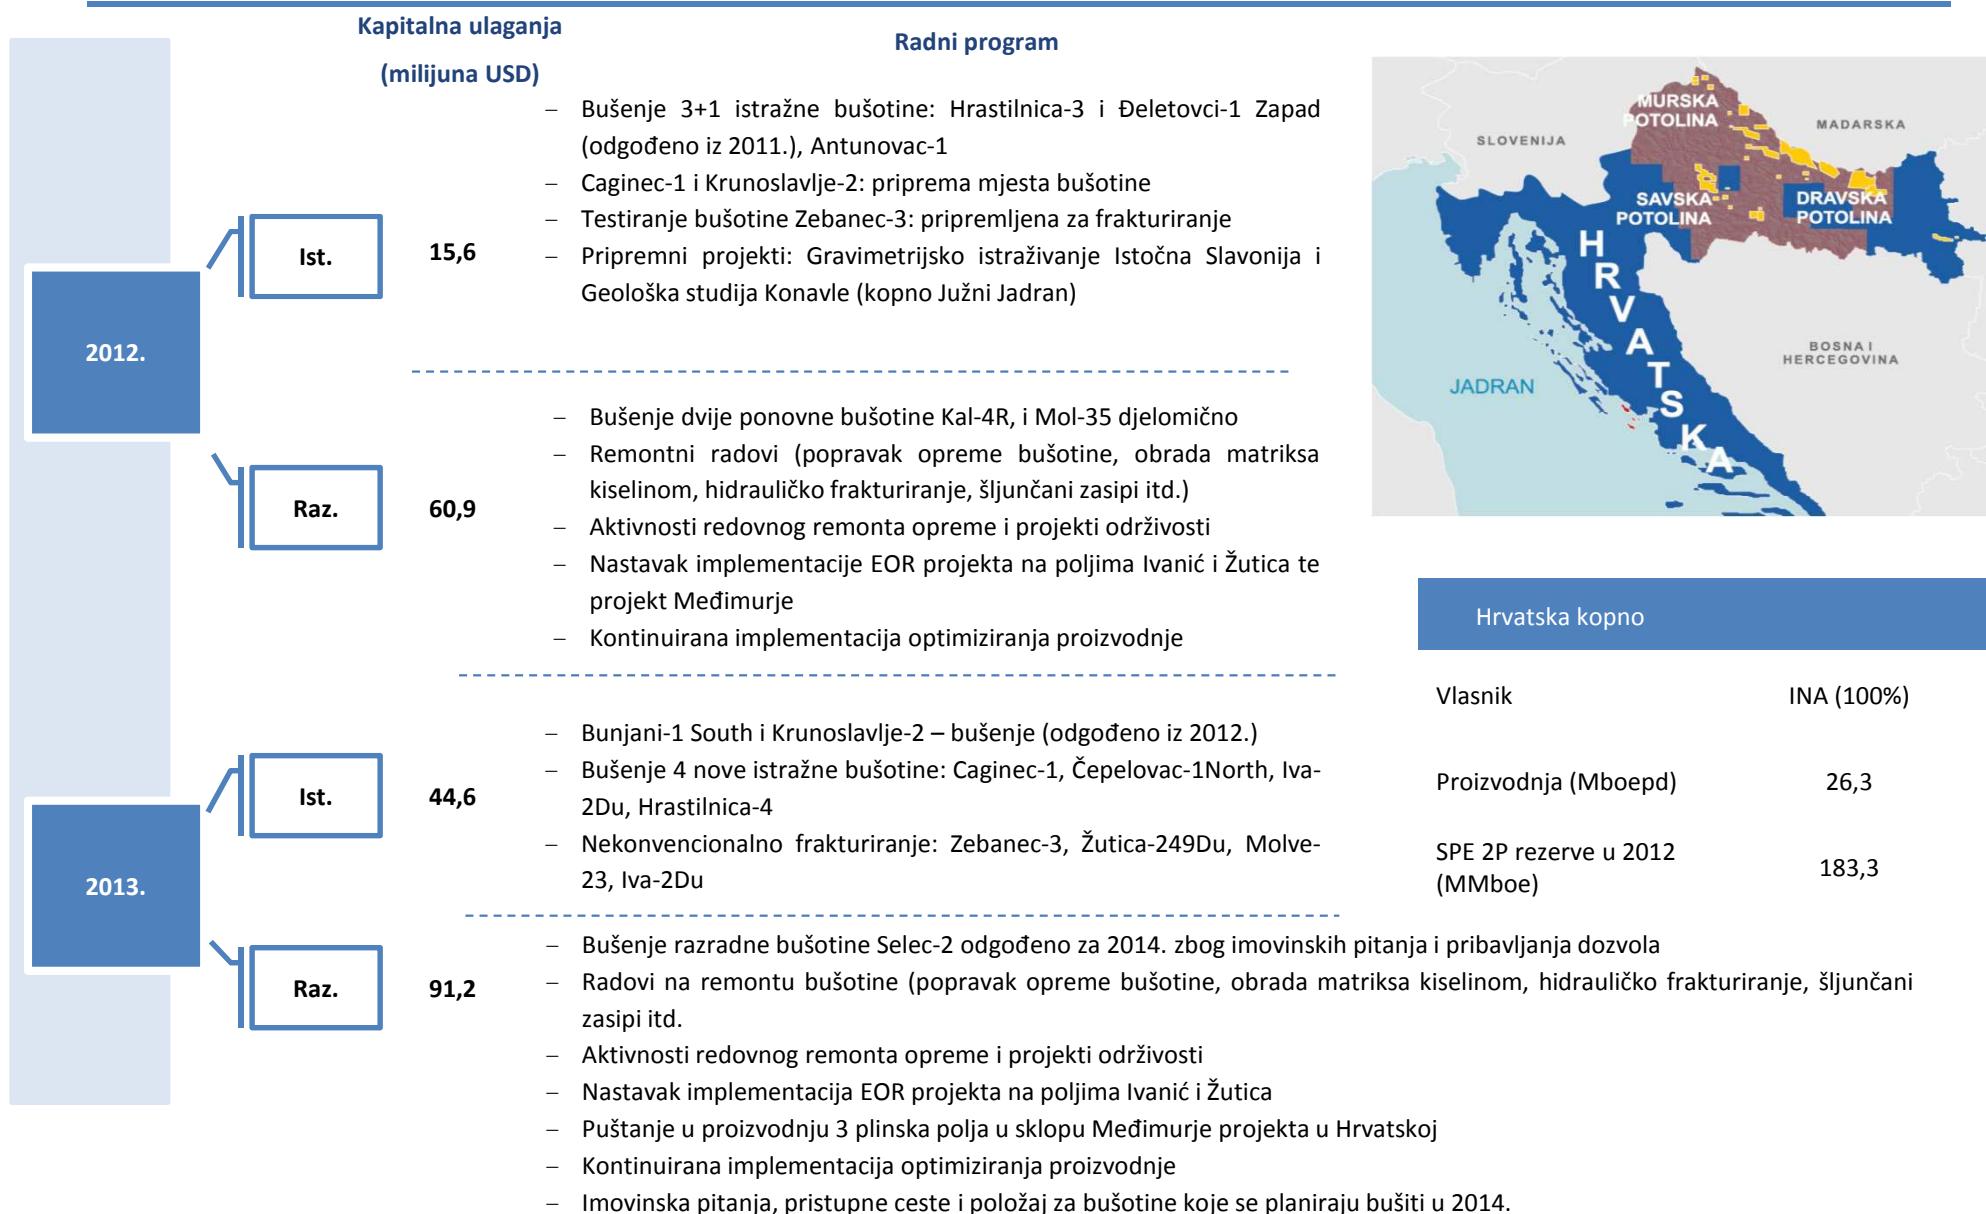 Kapitalna ulaganja
(milijuna USD)
Radni program
2012.
Ist.
15,6
– Bušenje 3+1 istražne bušotine: Hrastilnica-3 i Đeletovci-1 Zapad
(odgođeno iz 2011.), Antunovac-1
– Caginec-1 i Krunoslavlje-2: priprema mjesta bušotine
– Testiranje bušotine Zebanec-3: pripremljena za frakturiranje
– Pripremni projekti: Gravimetrijsko istraživanje Istočna Slavonija i
Geološka studija Konavle (kopno Južni Jadran)
Raz.
60,9
– Bušenje dvije ponovne bušotine Kal-4R, i Mol-35 djelomično
– Remontni radovi (popravak opreme bušotine, obrada matriksa
kiselinom, hidrauličko frakturiranje, šljunčani zasipi itd.)
– Aktivnosti redovnog remonta opreme i projekti održivosti
– Nastavak implementacije EOR projekta na poljima Ivanić i Žutica te
projekt Međimurje
– Kontinuirana implementacija optimiziranja proizvodnje
2013.
Ist.
44,6
– Bunjani-1 South i Krunoslavlje-2 – bušenje (odgođeno iz 2012.)
– Bušenje 4 nove istražne bušotine: Caginec-1, Čepelovac-1North, Iva-
2Du, Hrastilnica-4
– Nekonvencionalno frakturiranje: Zebanec-3, Žutica-249Du, Molve-
23, Iva-2Du
Raz.
91,2
– Bušenje razradne bušotine Selec-2 odgođeno za 2014. zbog imovinskih pitanja i pribavljanja dozvola
– Radovi na remontu bušotine (popravak opreme bušotine, obrada matriksa kiselinom, hidrauličko frakturiranje, šljunčani
zasipi itd.
– Aktivnosti redovnog remonta opreme i projekti održivosti
– Nastavak implementacija EOR projekta na poljima Ivanić i Žutica
– Puštanje u proizvodnju 3 plinska polja u sklopu Međimurje projekta u Hrvatskoj
– Kontinuirana implementacija optimiziranja proizvodnje
– Imovinska pitanja, pristupne ceste i položaj za bušotine koje se planiraju bušiti u 2014.
MURSKA
POTOLINA
SLOVENIJA
MAĐARSKA
SAVSKA
POTOLINA
DRAVSKA
POTOLINA
HRVATSKA
BOSNA I
HERCEGOVINA
JADRAN
Hrvatska kopno
Vlasnik INA (100%)
Proizvodnja (Mboepd) 26,3
SPE 2P rezerve u 2012
(MMboe) 183,3